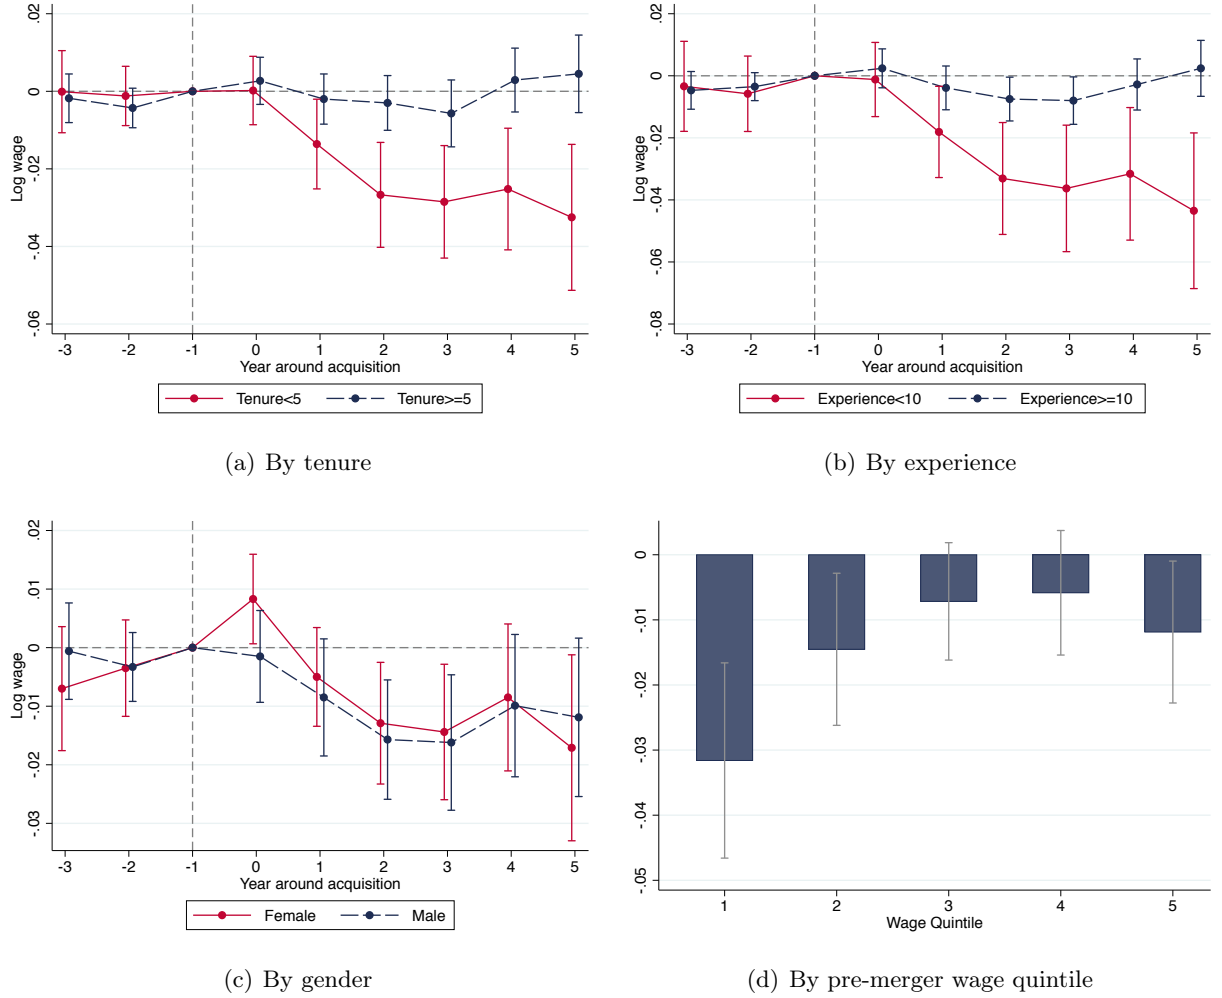 .02
0
-.02
-.04
-.06
Log wage
-3 -2 -1 0 1 2 3 4 5
Year around acquisition
Tenure<5 Tenure>=5
(a) By tenure
.02
0
-.02
-.04
-.06
-.08
Log wage
-3 -2 -1 0 1 2 3 4 5
Year around acquisition
Experience<10 Experience>=10
(b) By experience
.02
.01
0
-.01
-.02
-.03
Log wage
-3 -2 -1 0 1 2 3 4 5
Year around acquisition
Female Male
(c) By gender
0
-.01
-.02
-.03
-.04
-.05
1 2 3 4 5
Wage Quintile
(d) By pre-merger wage quintile